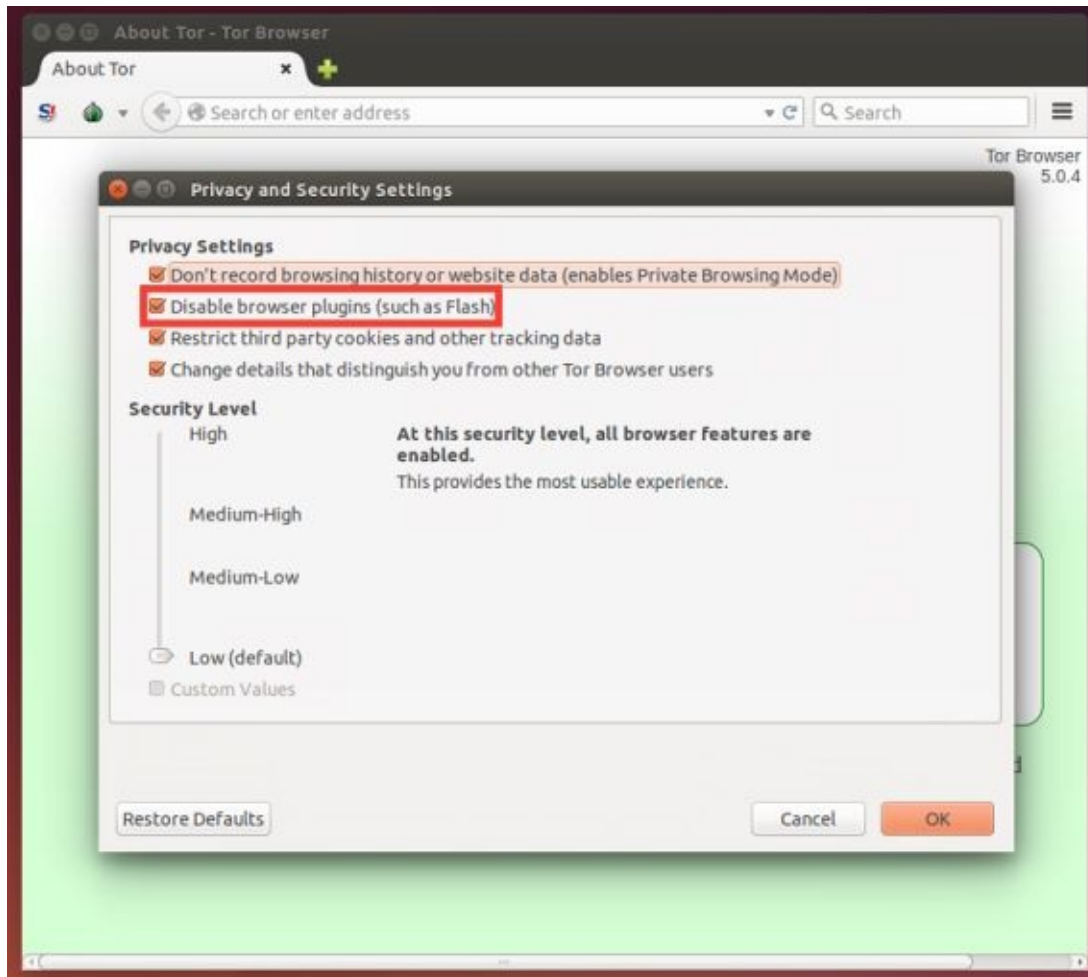 About Tor - Tor Browser
About Tor
S!
Search or enter address
Search
Tor Browser
5.0.4
Privacy and Security Settings
Privacy Settings
Don't record browsing history or website data (enables Private Browsing Mode)
Disable browser plugins (such as Flash)
Restrict third party cookies and other tracking data
Change details that distinguish you from other Tor Browser users
Security Level
High
At this security level, all browser features are
enabled.
This provides the most usable experience.
Medium-High
Medium-Low
Low (default)
Custom Values
Restore Defaults
Cancel
OK